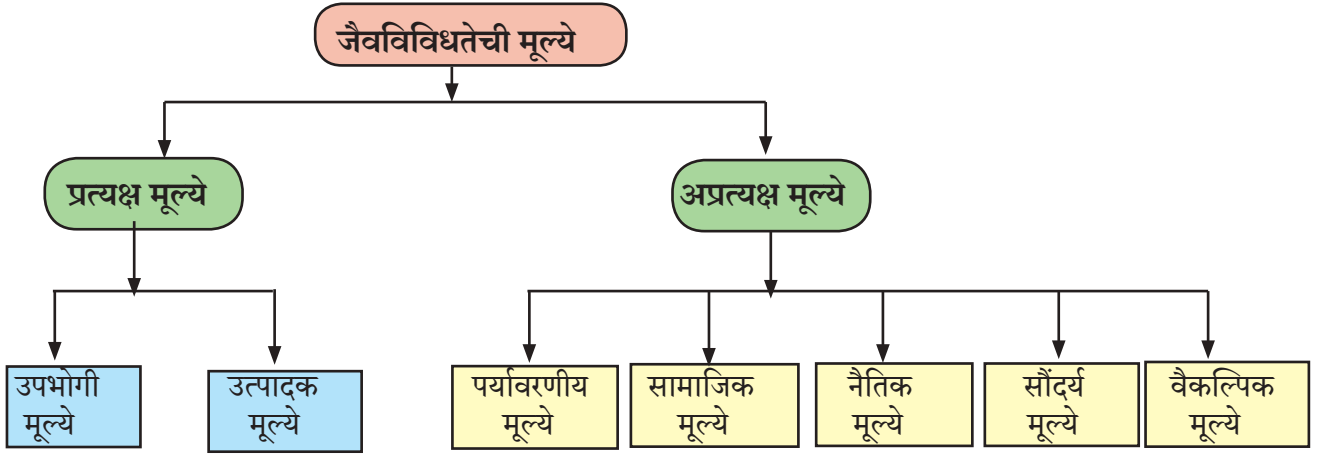 जैवविविधतेची मूल्ये
प्रत्यक्ष मूल्ये
अप्रत्यक्ष मूल्ये
उपभोगी
मूल्ये
उत्पादक
मूल्ये
पर्यावरणीय
मूल्ये
सामाजिक
मूल्ये
नैतिक
मूल्ये
सौंदर्य
मूल्ये
वैकल्पिक
मूल्ये